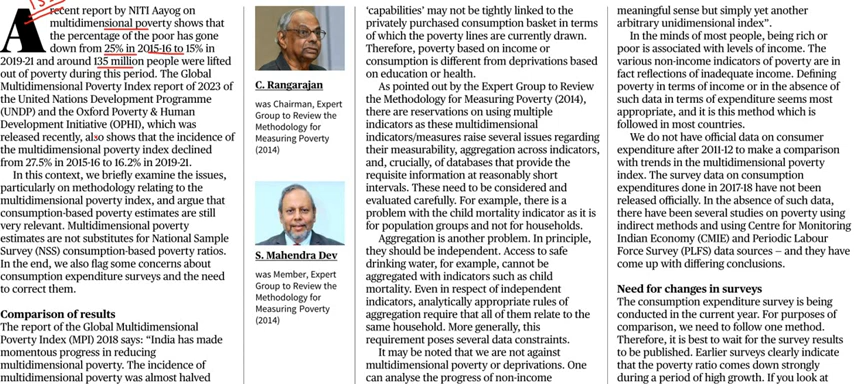 A recent report by NITI Aayog on
multidimensional poverty shows that
the percentage of the poor has gone
down from 25% in 2015-16 to 15% in
2019-21 and around 135 million people were lifted
out of poverty during this period. The Global
Multidimensional Poverty Index report of 2023 of
the United Nations Development Programme
(UNDP) and the Oxford Poverty & Human
Development Initiative (OPHI), which was
released recently, also shows that the incidence of
the multidimensional poverty index declined
from 27.5% in 2015-16 to 16.2% in 2019-21.
In this context, we briefly examine the issues,
particularly on methodology relating to the
multidimensional poverty index, and argue that
consumption-based poverty estimates are still
very relevant. Multidimensional poverty
estimates are not substitutes for National Sample
Survey (NSS) consumption-based poverty ratios.
In the end, we also flag some concerns about
consumption expenditure surveys and the need
to correct them.
Comparison of results
The report of the Global Multidimensional
Poverty Index (MPI) 2018 says: “India has made
momentous progress in reducing
multidimensional poverty. The incidence of
multidimensional poverty was almost halved
C. Rangarajan
was Chairman, Expert
Group to Review the
Methodology for
Measuring Poverty
(2014)
S. Mahendra Dev
was Member, Expert
Group to Review the
Methodology for
Measuring Poverty
(2014)
‘capabilities’ may not be tightly linked to the
privately purchased consumption basket in terms
of which the poverty lines are currently drawn.
Therefore, poverty based on income or
consumption is different from deprivations based
on education or health.
As pointed out by the Expert Group to Review
the Methodology for Measuring Poverty (2014),
there are reservations on using multiple
indicators as these multidimensional
indicators/measures raise several issues regarding
their measurability, aggregation across indicators,
and, crucially, of databases that provide the
requisite information at reasonably short
intervals. These need to be considered and
evaluated carefully. For example, there is a
problem with the child mortality indicator as it is
for population groups and not for households.
Aggregation is another problem. In principle,
they should be independent. Access to safe
drinking water, for example, cannot be
aggregated with indicators such as child
mortality. Even in respect of independent
indicators, analytically appropriate rules of
aggregation require that all of them relate to the
same household. More generally, this
requirement poses several data constraints.
It may be noted that we are not against
multidimensional poverty or deprivations. One
can analyse the progress of non-income
meaningful sense but simply yet another
arbitrary unidimensional index”.
In the minds of most people, being rich or
poor is associated with levels of income. The
various non-income indicators of poverty are in
fact reflections of inadequate income. Defining
poverty in terms of income or in the absence of
such data in terms of expenditure seems most
appropriate, and it is this method which is
followed in most countries.
We do not have official data on consumer
expenditure after 2011-12 to make a comparison
with trends in the multidimensional poverty
index. The survey data on consumption
expenditures done in 2017-18 have not been
released officially. In the absence of such data,
there have been several studies on poverty using
indirect methods and using Centre for Monitoring
Indian Economy (CMIE) and Periodic Labour
Force Survey (PLFS) data sources – and they have
come up with differing conclusions.
Need for changes in surveys
The consumption expenditure survey is being
conducted in the current year. For purposes of
comparison, we need to follow one method.
Therefore, it is best to wait for the survey results
to be published. Earlier surveys clearly indicate
that the poverty ratio comes down strongly
during a period of high growth. If you look at